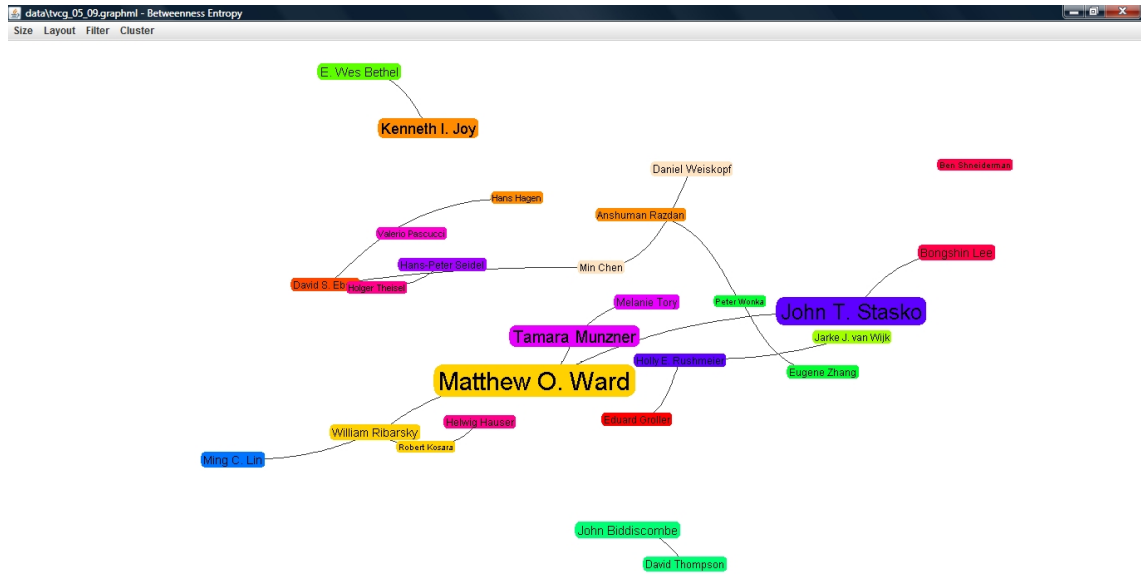 data\tvcg_05_09.graphml - Betweenness Entropy
Size Layout Filter Cluster
E. Wes Bethel
Kenneth I. Joy
Ben Shneiderman
Daniel Weiskopf
Hans Hagen
Anshuman Razdan
Valerio Pascucci
Bongshin Lee
Hans-Peter Seidel
Min Chen
David S. Eb
Holger Theisel
Melanie Tory
Peter Wonka
John T. Stasko
Tamara Munzner
Jarke J. van Wijk
Holly E. Rushmeier
Eugene Zhang
Matthew O. Ward
Eduard Groller
Helwig Hauser
William Ribarsky
Robert Kosara
Ming C. Lin
John Biddiscombe
David Thompson